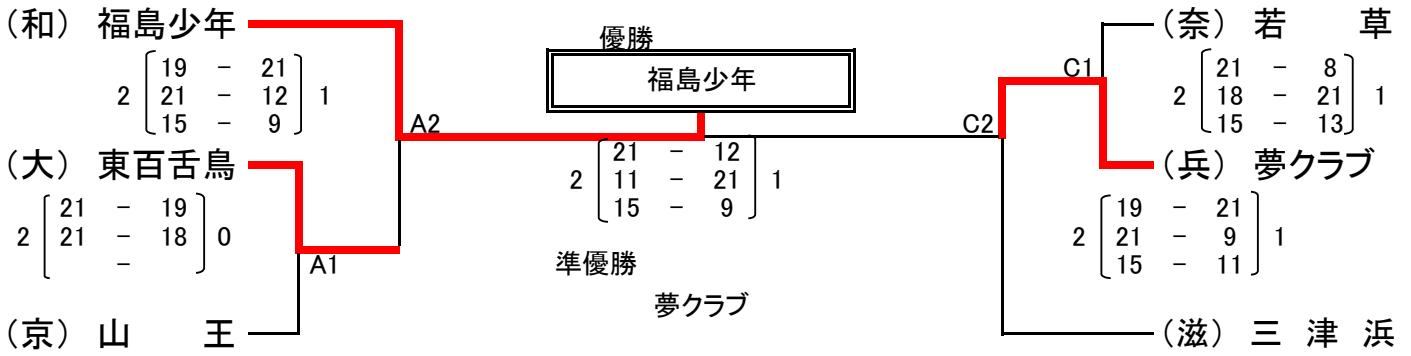 (和) 福島少年
19 - 21
2 21 - 12 1
15 - 9
A2
(大) 東百舌鳥
21 - 19
2 21 - 18 0
-
A1
(京) 山 王
優勝
福島少年
21 - 12
2 11 - 21 1
15 - 9
準優勝
夢クラブ
(奈) 若 草
C1
21 - 8
2 18 - 21 1
15 - 13
C2
(兵) 夢クラブ
19 - 21
2 21 - 9 1
15 - 11
(滋) 三 津 浜